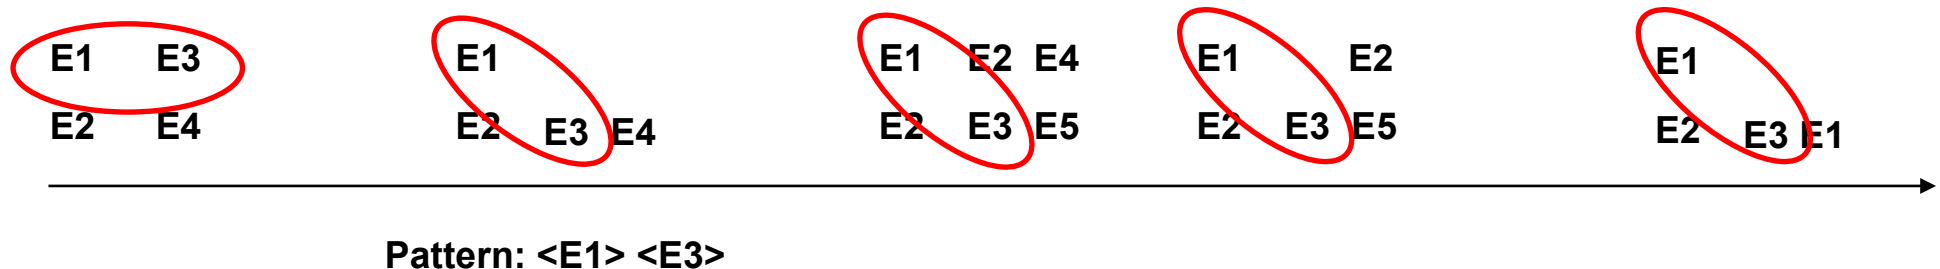 E1 E3 E1 E1 E2 E4 E1 E2 E1
E2 E4 E2 E3 E4 E2 E3 E5 E2 E3 E5 E2 E3 E1
Pattern: <E1> <E3>